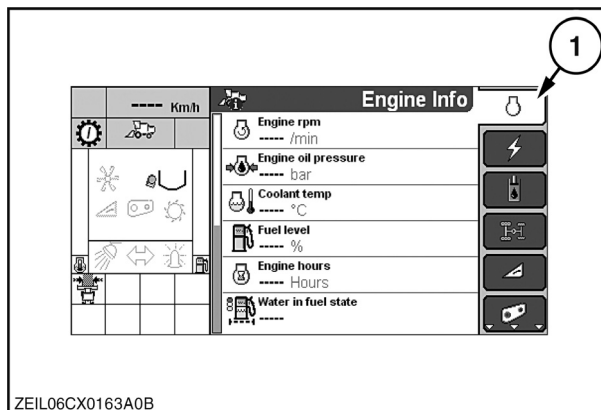 1
---- Km/h
Engine Info
Engine rpm
----- /min
Engine oil pressure
----- bar
Coolant temp
----- °C
Fuel level
----- %
Engine hours
----- Hours
Water in fuel state
-----
ZEIL06CX0163A0B